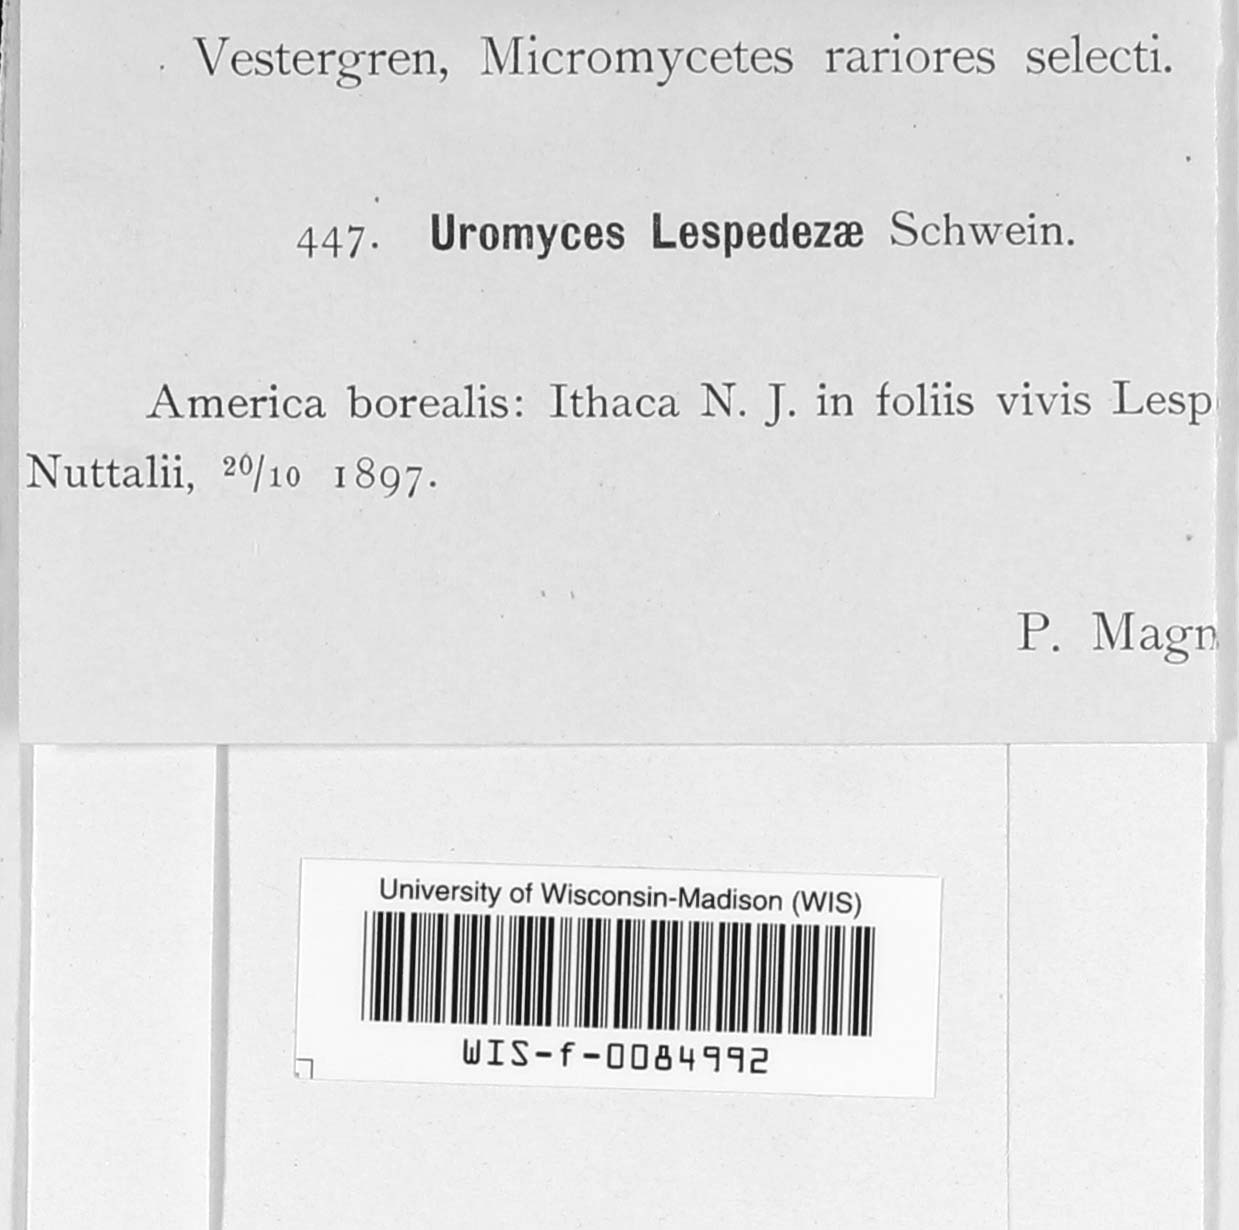 Vestergren, Micromycetes rariores selecti.
447. Uromyces Lespedezæ Schwein.
America borealis: Ithaca N. J. in foliis vivis Lesp
Nuttalii, 20/10 1897.
P. Magn
University of Wisconsin-Madison (WIS)
WIS-f-0084992